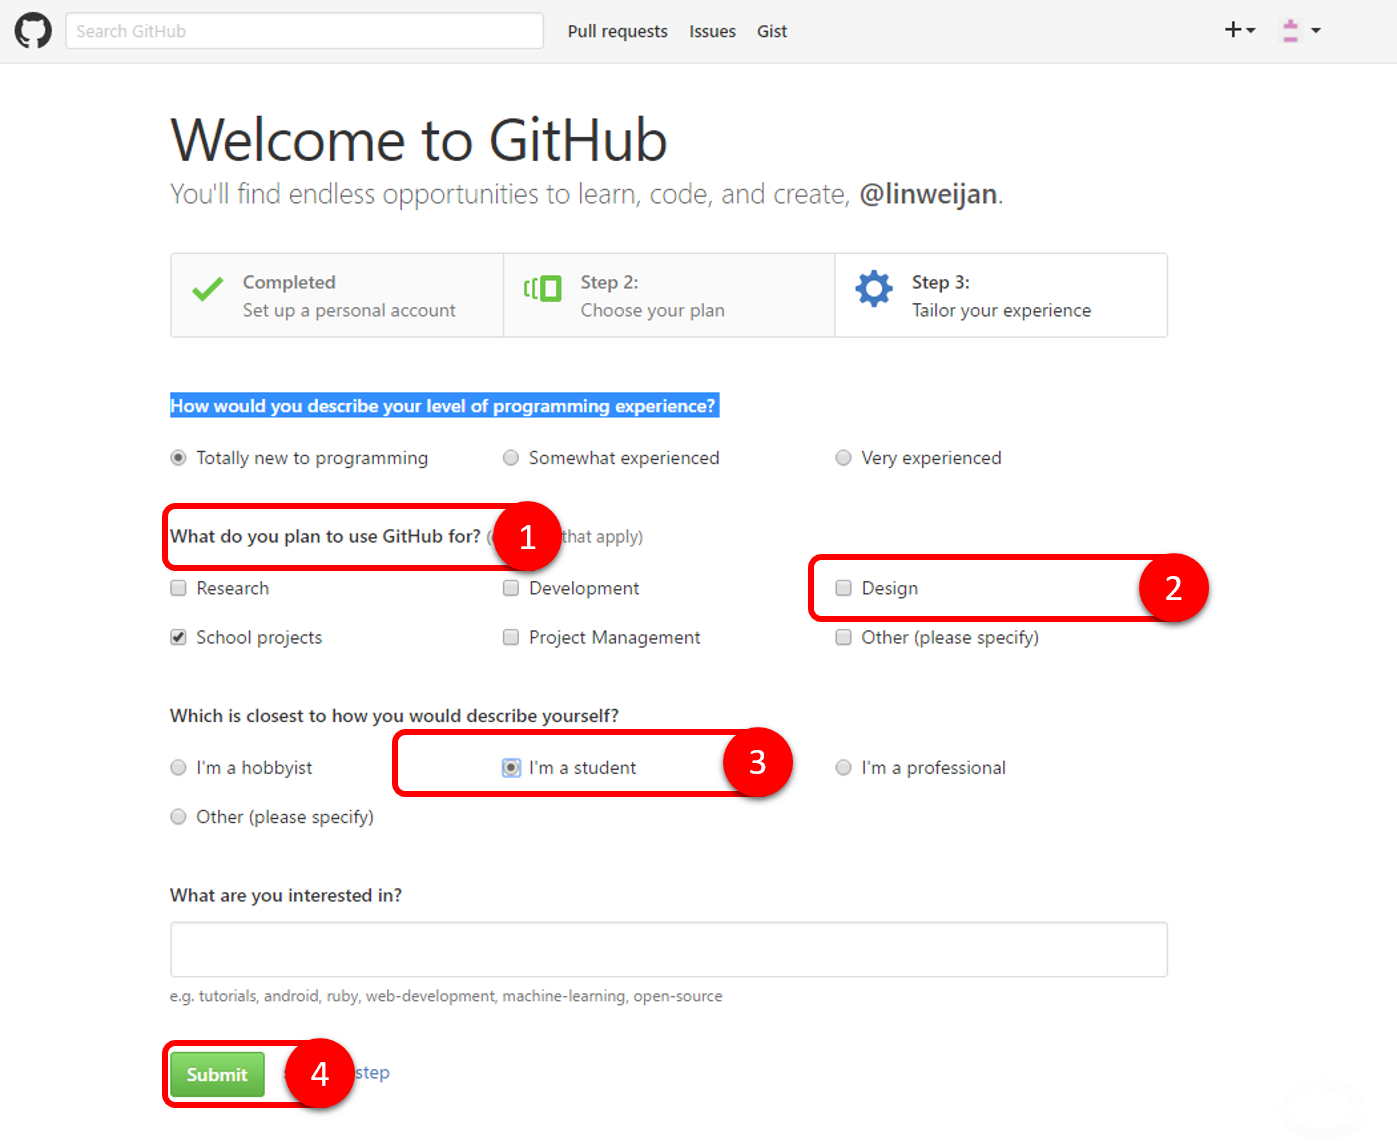 Search GitHub Pull requests Issues Gist
Welcome to GitHub
You'll find endless opportunities to learn, code, and create, @linweijan.
Completed
Set up a personal account
Step 2:
Choose your plan
Step 3:
Tailor your experience
How would you describe your level of programming experience?
Totally new to programming Somewhat experienced Very experienced
What do you plan to use GitHub for? ( 1 that apply)
Research Development Design 2
School projects Project Management Other (please specify)
Which is closest to how you would describe yourself?
I'm a hobbyist I'm a student 3 I'm a professional
Other (please specify)
What are you interested in?
e.g. tutorials, android, ruby, web-development, machine-learning, open-source
Submit 4 step